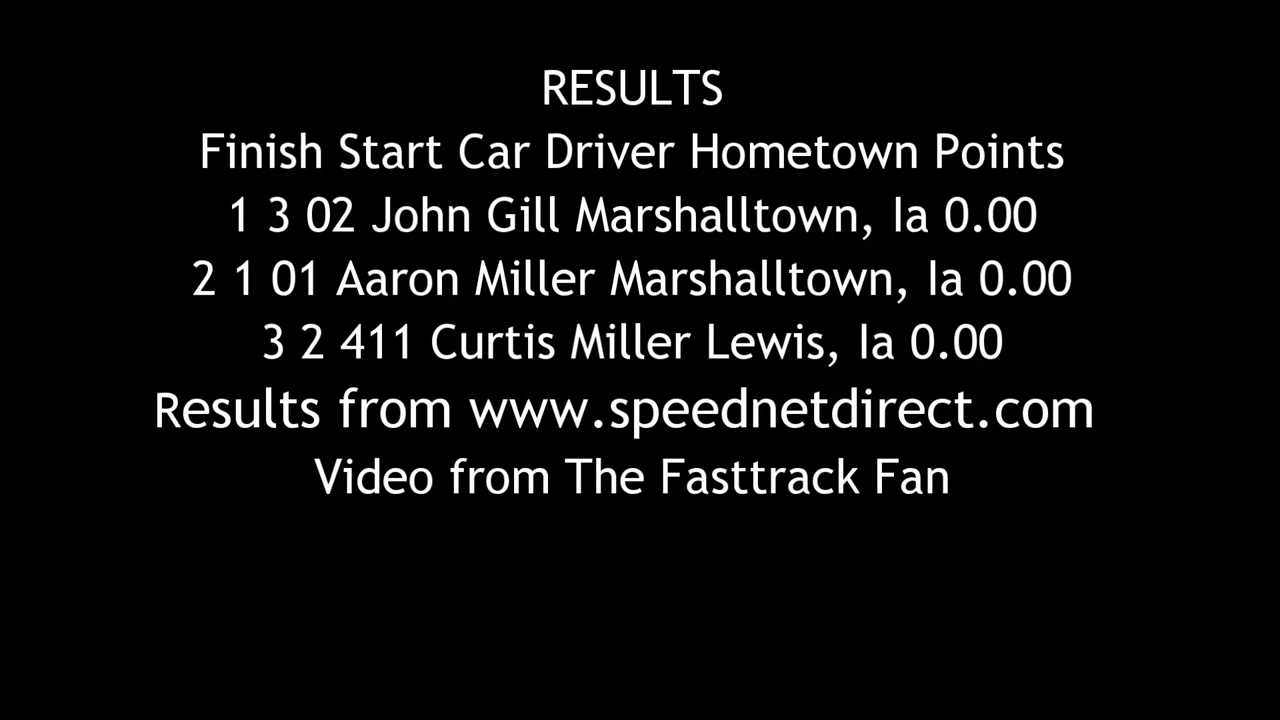 RESULTS
Finish Start Car Driver Hometown Points
1 3 02 John Gill Marshalltown, Ia 0.00
2 1 01 Aaron Miller Marshalltown, Ia 0.00
3 2 411 Curtis Miller Lewis, Ia 0.00
Results from www.speednetdirect.com
Video from The Fasttrack Fan